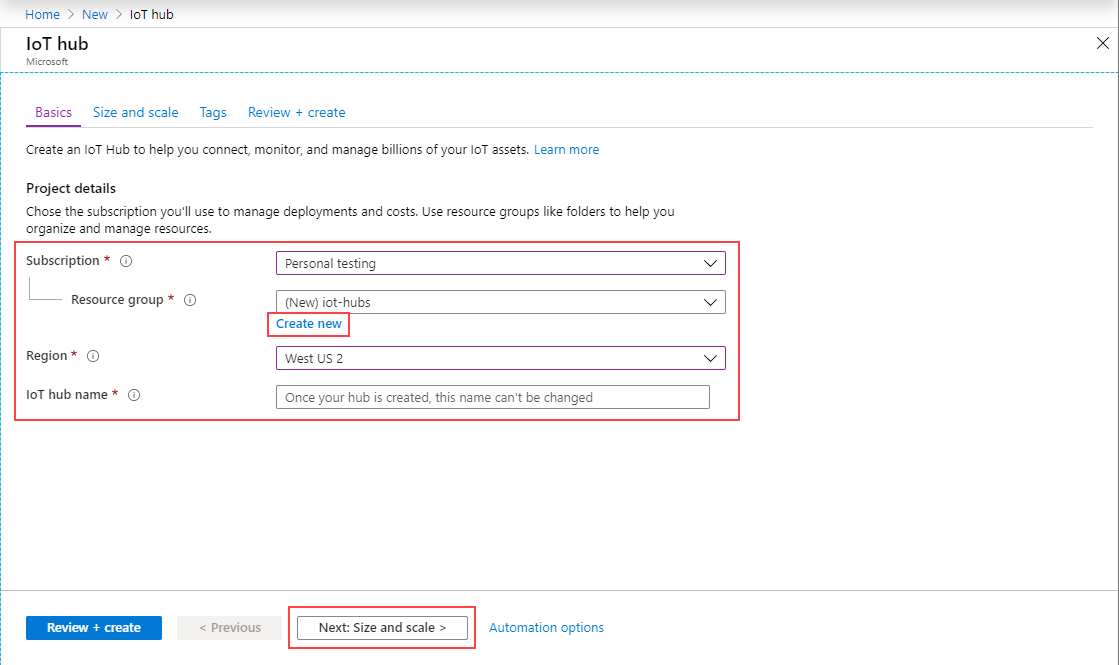 Home > New > IoT hub
IoT hub
Microsoft
Basics Size and scale Tags Review + create
Create an IoT Hub to help you connect, monitor, and manage billions of your IoT assets. Learn more
Project details
Chose the subscription you'll use to manage deployments and costs. Use resource groups like folders to help you
organize and manage resources.
Subscription * Personal testing
Resource group * (New) iot-hubs
Create new
Region * West US 2
IoT hub name * Once your hub is created, this name can't be changed
Review + create < Previous Next: Size and scale > Automation options